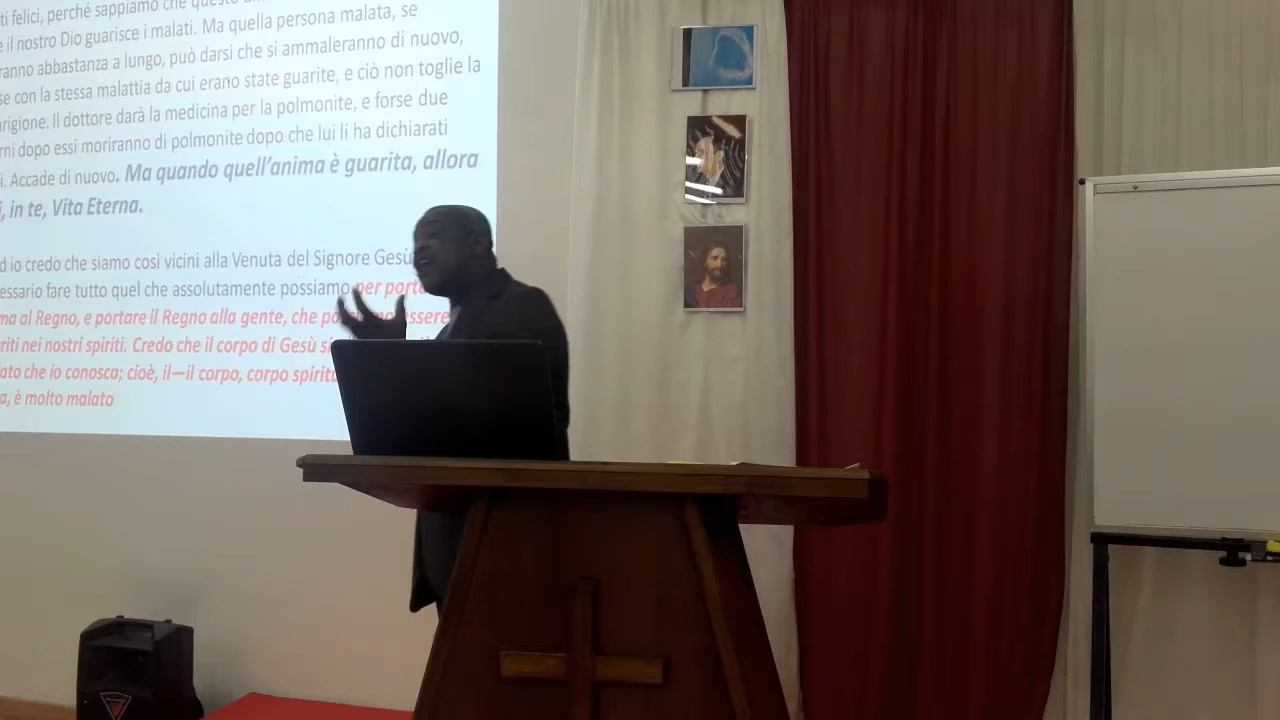 ti felici, perché sappiamo che questo
e il nostro Dio guarisce i malati. Ma quella persona malata, se
ranno abbastanza a lungo, può darsi che si ammaleranno di nuovo,
se con la stessa malattia da cui erano state guarite, e ciò non toglie la
arigione. Il dottore darà la medicina per la polmonite, e forse due
rni dopo essi moriranno di polmonite dopo che lui li ha dichiarati
i. Accade di nuovo. Ma quando quell'anima è guarita, allora
i, in te, Vita Eterna.
d io credo che siamo così vicini alla Venuta del Signore Gesù
essario fare tutto quel che assolutamente possiamo per port
ma al Regno, e portare il Regno alla gente, che essere
riti nei nostri spiriti. Credo che il corpo di Gesù
lato che io conosca; cioè, il—il corpo, corpo
a, è molto malato